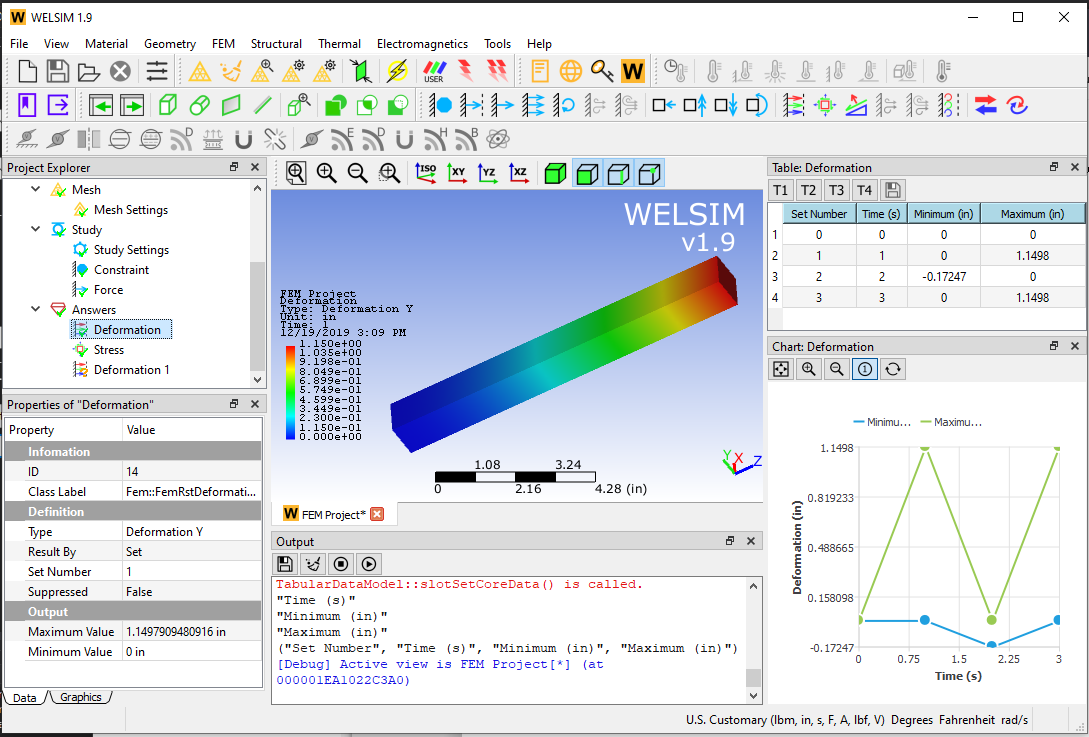 WELSIM 1.9
File View Material Geometry FEM Structural Thermal Electromagnetics Tools Help
USER
W
D
E D H B
Project Explorer
Mesh
Mesh Settings
Study
Study Settings
Constraint
Force
Answers
Deformation
Stress
Deformation 1
Properties of "Deformation"
Property Value
Infomation
ID 14
Class Label Fem::FemRstDeformati...
Definition
Type Deformation Y
Result By Set
Set Number 1
Suppressed False
Output
Maximum Value 1.1497909480916 in
Minimum Value 0 in
Data Graphics
ISO XY YZ XZ
WELSIM
v1.9
FEM Project
Deformation
Type: Deformation Y
Unit: in
Time: 1
12/19/2019 3:09 PM
1.150e+00
1.035e+00
9.198e-01
8.049e-01
6.899e-01
5.749e-01
4.599e-01
3.449e-01
2.300e-01
1.150e-01
0.000e+00
1.08 3.24
0 2.16 4.28 (in)
Y X Z
W FEM Project*
Output
TabularDataModel::slotSetCoreData() is called.
"Time (s)"
"Minimum (in)"
"Maximum (in)"
("Set Number", "Time (s)", "Minimum (in)", "Maximum (in)")
[Debug] Active view is FEM Project[*] (at
000001EA1022C3A0)
Table: Deformation
T1 T2 T3 T4
Set Number Time (s) Minimum (in) Maximum (in)
1 0 0 0 0
2 1 1 0 1.1498
3 2 2 -0.17247 0
4 3 3 0 1.1498
Chart: Deformation
1
Minimu... Maximu...
1.1498
0.819233
0.488665
0.158098
-0.17247
Deformation (in)
0 0.75 1.5 2.25 3
Time (s)
U.S. Customary (lbm, in, s, F, A, lbf, V) Degrees Fahrenheit rad/s